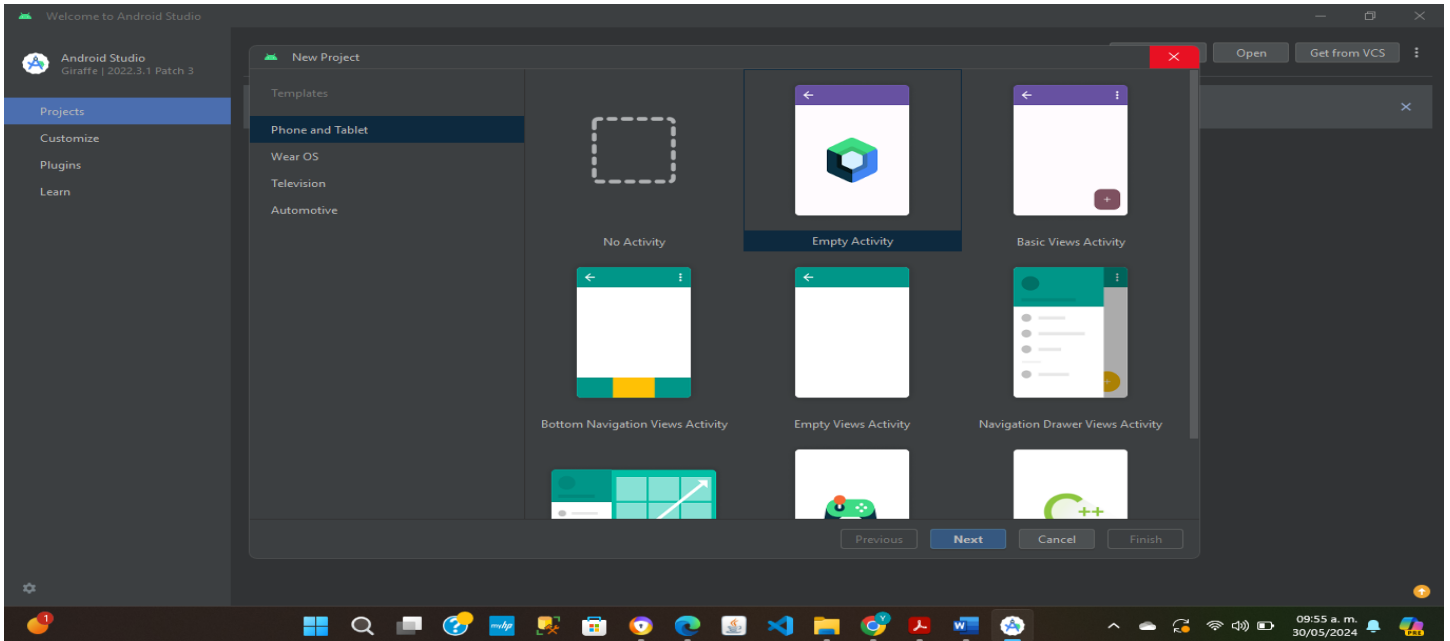 Welcome to Android Studio
Android Studio
Giraffe | 2022.3.1 Patch 3
Projects
Customize
Plugins
Learn
Open
Get from VCS
New Project
Templates
Phone and Tablet
Wear OS
Television
Automotive
No Activity
Empty Activity
Basic Views Activity
Bottom Navigation Views Activity
Empty Views Activity
Navigation Drawer Views Activity
C++
Previous
Next
Cancel
Finish
1
myhp
W
09:55 a. m.
30/05/2024
PRE